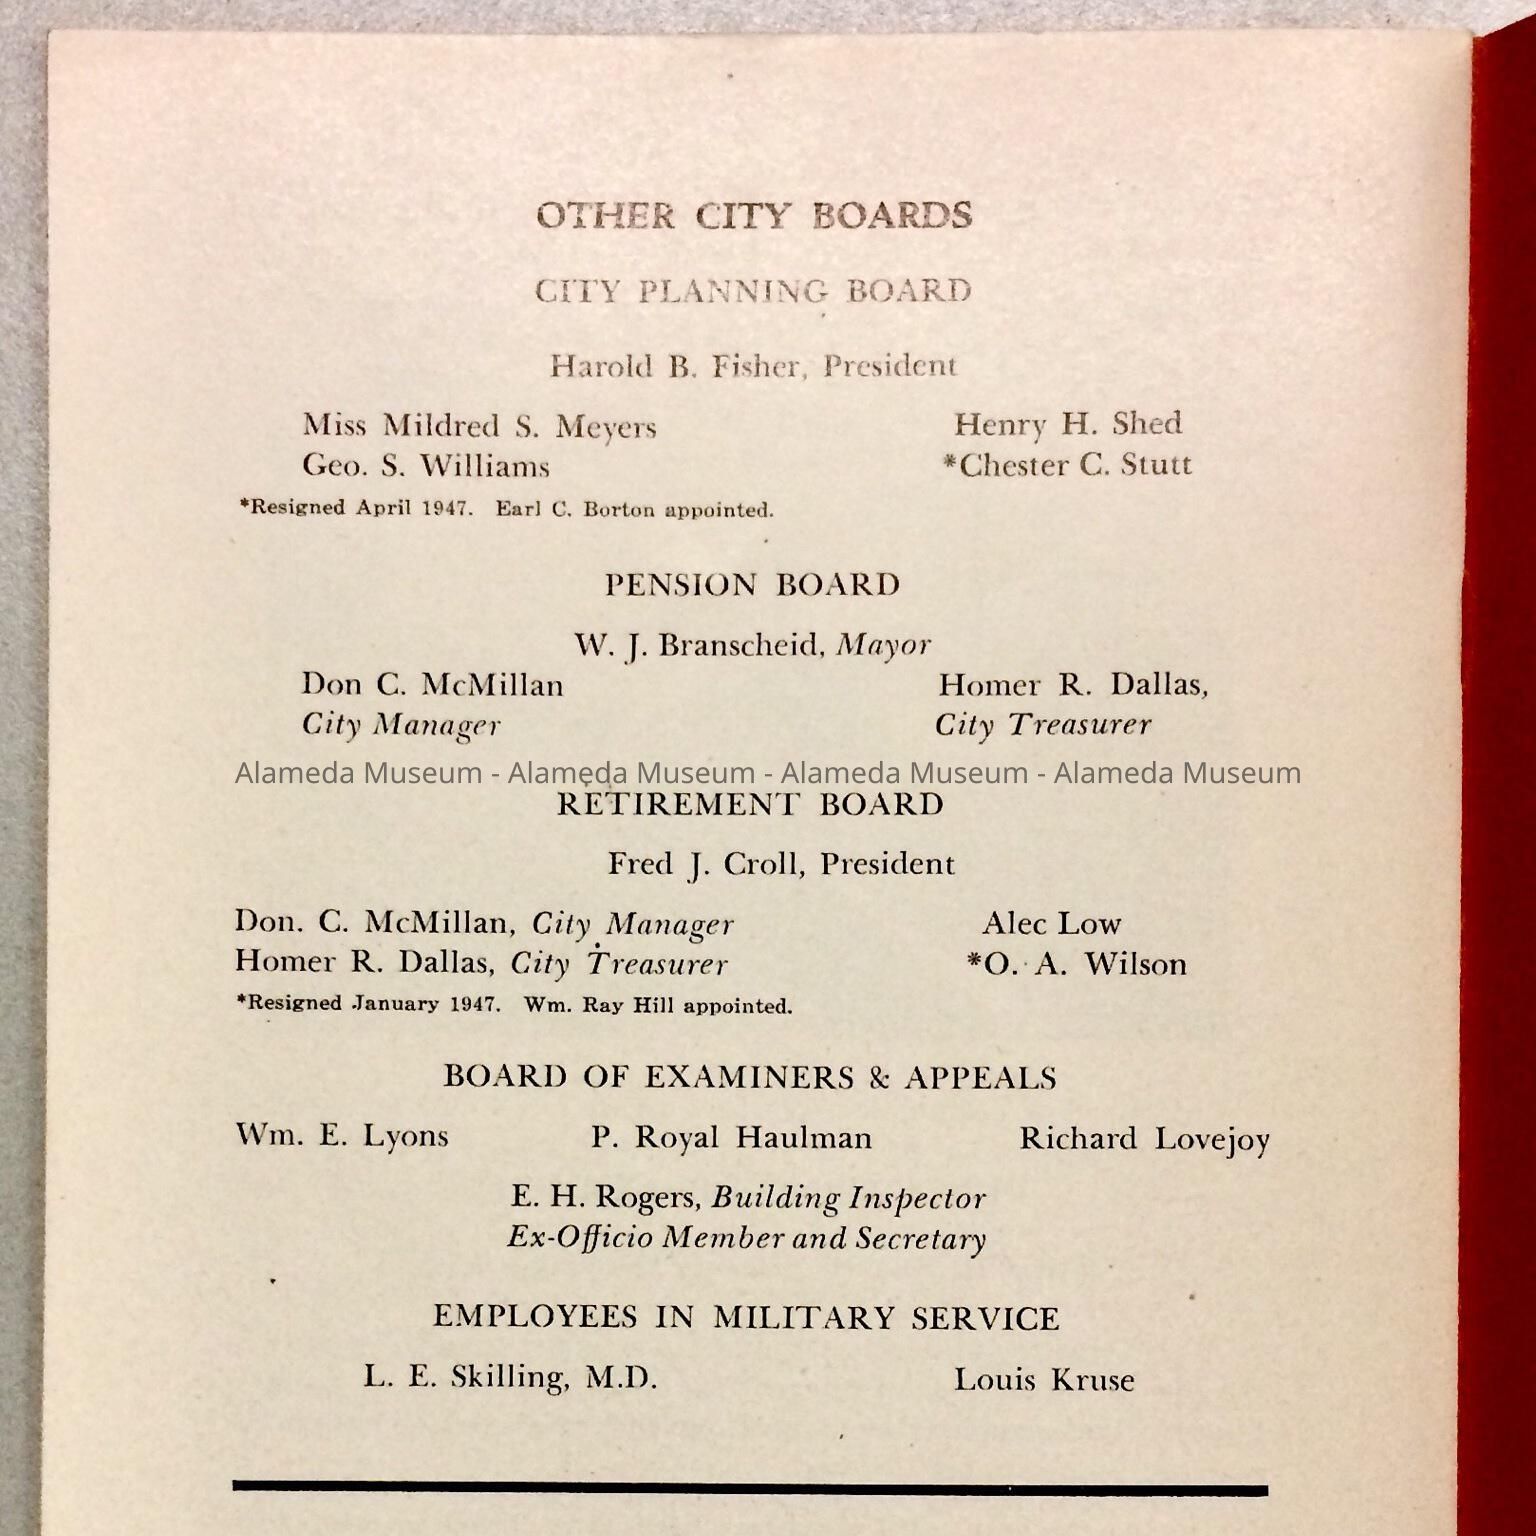 OTHER CITY BOARDS
CITY PLANNING BOARD
Harold B. Fisher, President
Miss Mildred S. Meyers Henry H. Shed
Geo. S. Williams *Chester C. Stutt
*Resigned April 1947. Earl C. Borton appointed.
PENSION BOARD
W. J. Branscheid, Mayor
Don C. McMillan Homer R. Dallas,
City Manager City Treasurer
Alameda Museum - Alameda Museum - Alameda Museum - Alameda Museum
RETIREMENT BOARD
Fred J. Croll, President
Don. C. McMillan, City Manager Alec Low
Homer R. Dallas, City Treasurer *O. A. Wilson
*Resigned January 1947. Wm. Ray Hill appointed.
BOARD OF EXAMINERS & APPEALS
Wm. E. Lyons P. Royal Haulman Richard Lovejoy
E. H. Rogers, Building Inspector
Ex-Officio Member and Secretary
EMPLOYEES IN MILITARY SERVICE
L. E. Skilling, M.D. Louis Kruse